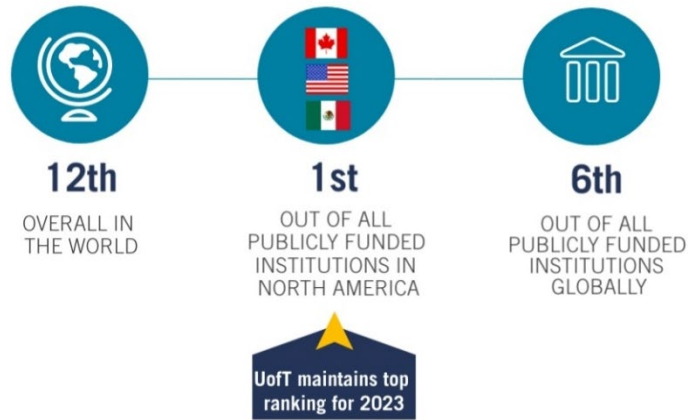 12th
OVERALL IN
THE WORLD
1st
OUT OF ALL
PUBLICLY FUNDED
INSTITUTIONS IN
NORTH AMERICA
6th
OUT OF ALL
PUBLICLY FUNDED
INSTITUTIONS
GLOBALLY
UofT maintains top
ranking for 2023